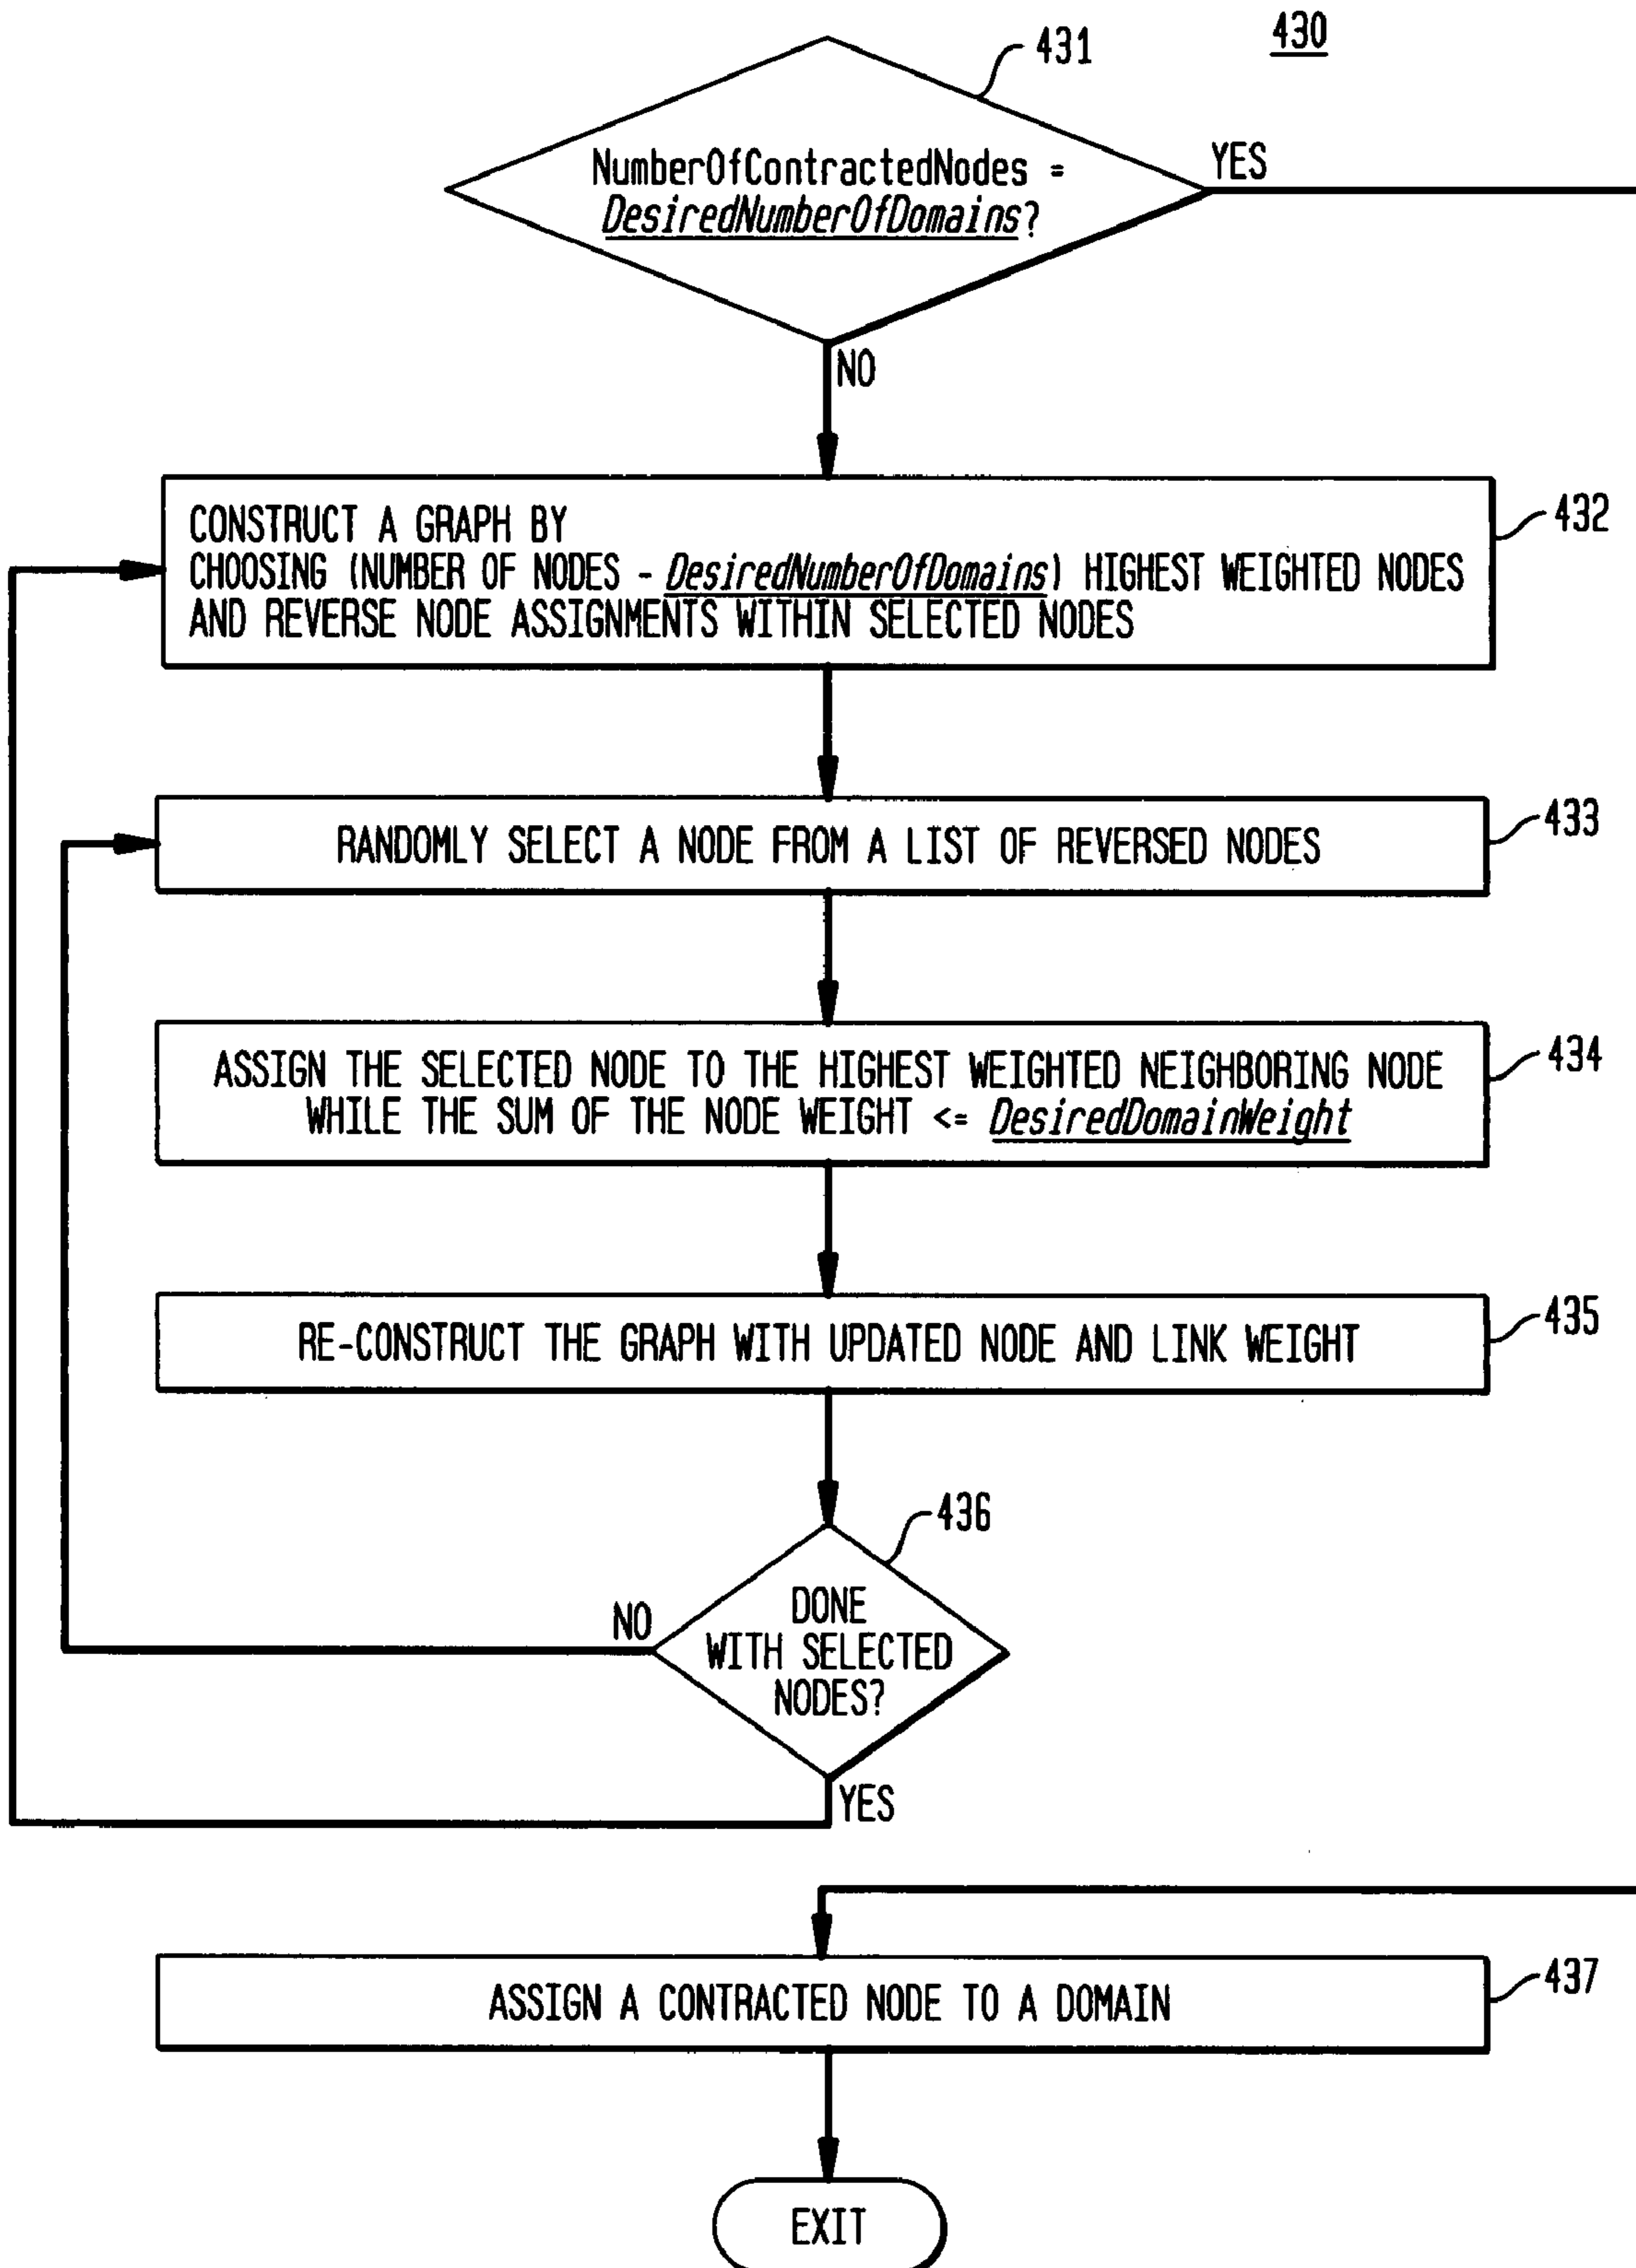 430
431
NumberOfContractedNodes =
DesiredNumberOfDomains?
YES
NO
432
CONSTRUCT A GRAPH BY
CHOOSING (NUMBER OF NODES - DesiredNumberOfDomains) HIGHEST WEIGHTED NODES
AND REVERSE NODE ASSIGNMENTS WITHIN SELECTED NODES
433
RANDOMLY SELECT A NODE FROM A LIST OF REVERSED NODES
434
ASSIGN THE SELECTED NODE TO THE HIGHEST WEIGHTED NEIGHBORING NODE
WHILE THE SUM OF THE NODE WEIGHT <= DesiredDomainWeight
435
RE-CONSTRUCT THE GRAPH WITH UPDATED NODE AND LINK WEIGHT
436
DONE
WITH SELECTED
NODES?
NO
YES
437
ASSIGN A CONTRACTED NODE TO A DOMAIN
EXIT